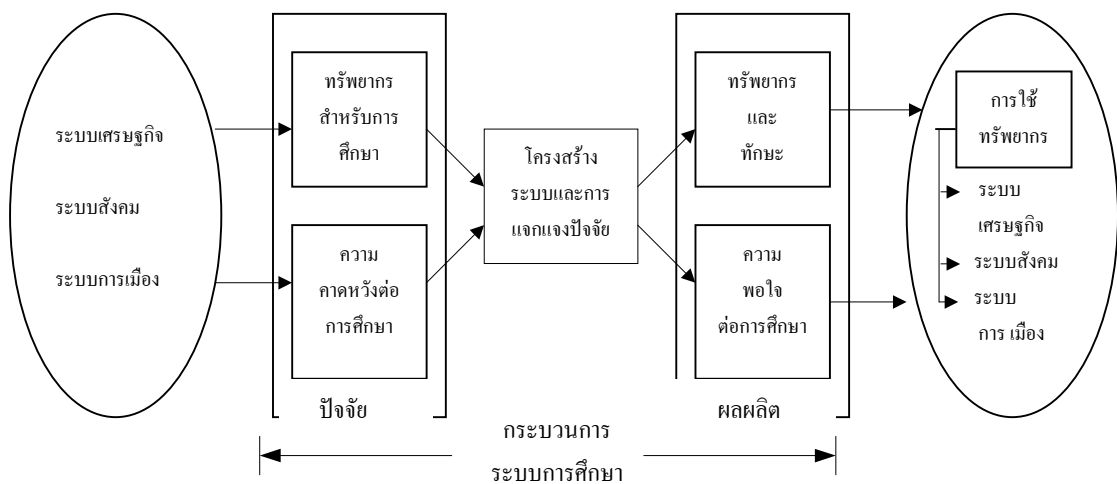 ระบบเศรษฐกิจ
ระบบสังคม
ระบบการเมือง
ทรัพยากร
สำหรับการ
ศึกษา
ความ
คาดหวังต่อ
การศึกษา
ปัจจัย
โครงสร้าง
ระบบและการ
แจกแจงปัจจัย
ทรัพยากร
และ
ทักษะ
ความ
พอใจ
ต่อการศึกษา
ผลผลิต
การใช้
ทรัพยากร
ระบบ
เศรษฐกิจ
ระบบสังคม
ระบบ
การ เมือง
กระบวนการ
ระบบการศึกษา